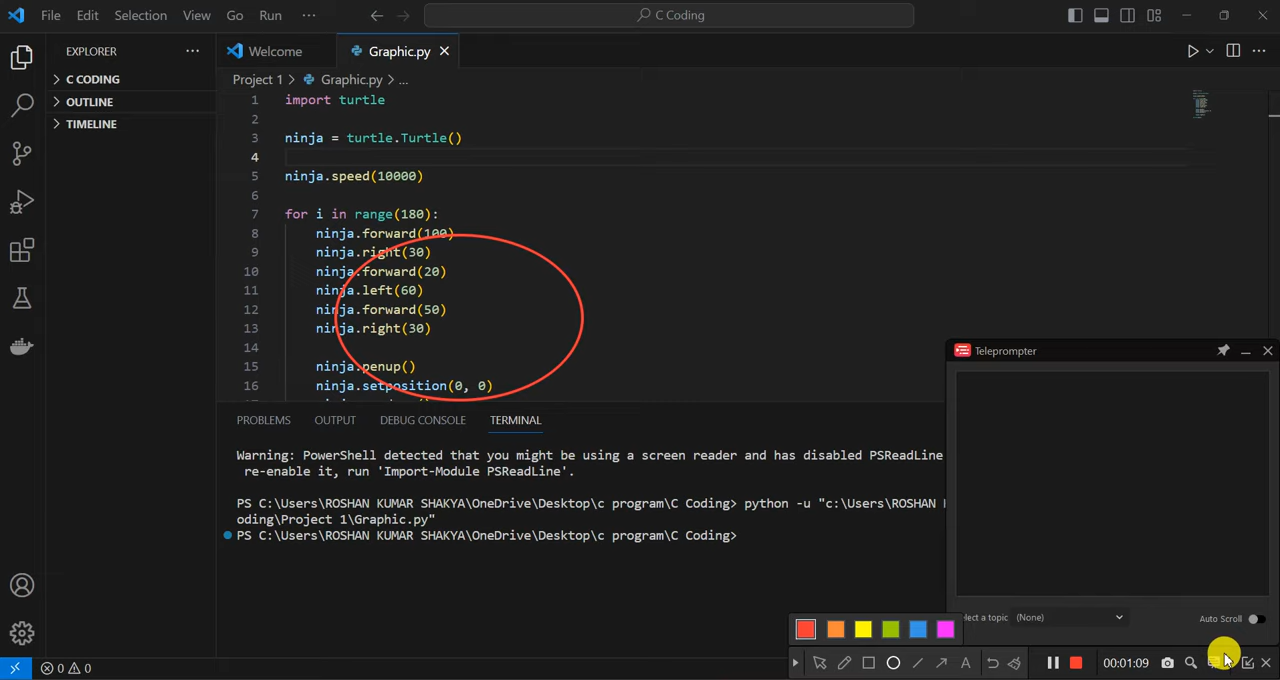 File Edit Selection View Go Run ··· C Coding
EXPLORER ···
C CODING
OUTLINE
TIMELINE
Welcome Graphic.py
Project 1 > Graphic.py > ...
1 import turtle
2
3 ninja = turtle.Turtle()
4
5 ninja.speed(10000)
6
7 for i in range(180):
8 ninja.forward(100)
9 ninja.right(30)
10 ninja.forward(20)
11 ninja.left(60)
12 ninja.forward(50)
13 ninja.right(30)
14
15 ninja.penup()
16 ninja.setposition(0, 0)
PROBLEMS OUTPUT DEBUG CONSOLE TERMINAL
Warning: PowerShell detected that you might be using a screen reader and has disabled PSReadLine
re-enable it, run 'Import-Module PSReadLine'.
PS C:\Users\ROSHAN KUMAR SHAKYA\OneDrive\Desktop\c program\C Coding> python -u "c:\Users\ROSHAN
oding\Project 1\Graphic.py"
PS C:\Users\ROSHAN KUMAR SHAKYA\OneDrive\Desktop\c program\C Coding>
Teleprompter
lect a topic (None) Auto Scroll
A 00:01:09
0 0